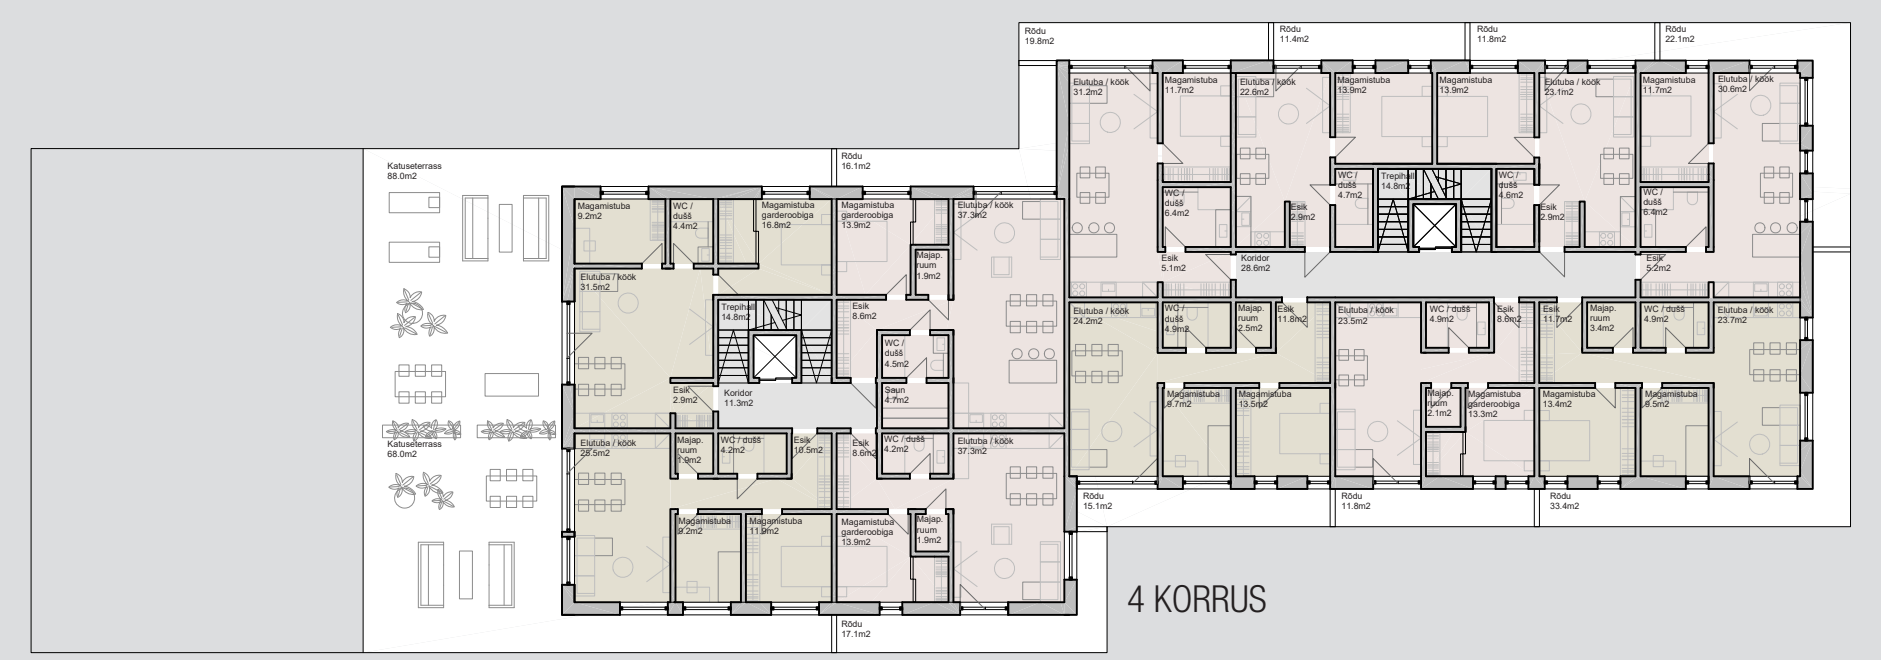 Rõdu
19.8m2
Rõdu
11.4m2
Rõdu
11.8m2
Rõdu
22.1m2
Elutuba / köök
31.2m2
Magamistuba
11.7m2
Elutuba / köök
22.6m2
Magamistuba
13.9m2
Magamistuba
13.9m2
Elutuba / köök
23.1m2
Magamistuba
11.7m2
Elutuba / köök
30.6m2
WC /
dušš
6.4m2
Esik
2.9m2
WC /
dušš
4.7m2
Trepihall
14.8m2
WC /
dušš
4.6m2
Esik
2.9m2
WC /
dušš
6.4m2
Esik
5.1m2
Koridor
28.6m2
Esik
5.2m2
Elutuba / köök
24.2m2
WC /
dušš
4.9m2
Majap.
ruum
2.5m2
Esik
11.8m2
Elutuba / köök
23.5m2
WC / dušš
4.9m2
Esik
8.6m2
Esik
11.7m2
Majap.
ruum
3.4m2
WC / dušš
4.9m2
Elutuba / köök
23.7m2
Magamistuba
9.7m2
Magamistuba
13.5m2
Majap.
ruum
2.1m2
Magamistuba
garderoobiga
13.3m2
Magamistuba
13.4m2
Magamistuba
9.5m2
Rõdu
15.1m2
Rõdu
11.8m2
Rõdu
33.4m2
Katuseterrass
88.0m2
Rõdu
16.1m2
Magamistuba
9.2m2
WC /
dušš
4.4m2
Magamistuba
garderoobiga
16.8m2
Magamistuba
garderoobiga
13.9m2
Elutuba / köök
37.3m2
Majap.
ruum
1.9m2
Elutuba / köök
31.5m2
Trepihall
14.8m2
Esik
8.6m2
WC /
dušš
4.5m2
Esik
2.9m2
Koridor
11.3m2
Saun
4.7m2
Katuseterrass
68.0m2
Elutuba / köök
25.5m2
Majap.
ruum
1.9m2
WC / dušš
4.2m2
Esik
10.5m2
Esik
8.6m2
WC / dušš
4.2m2
Elutuba / köök
37.3m2
Magamistuba
9.2m2
Magamistuba
11.9m2
Magamistuba
garderoobiga
13.9m2
Majap.
ruum
1.9m2
Rõdu
17.1m2
4 KORRUS